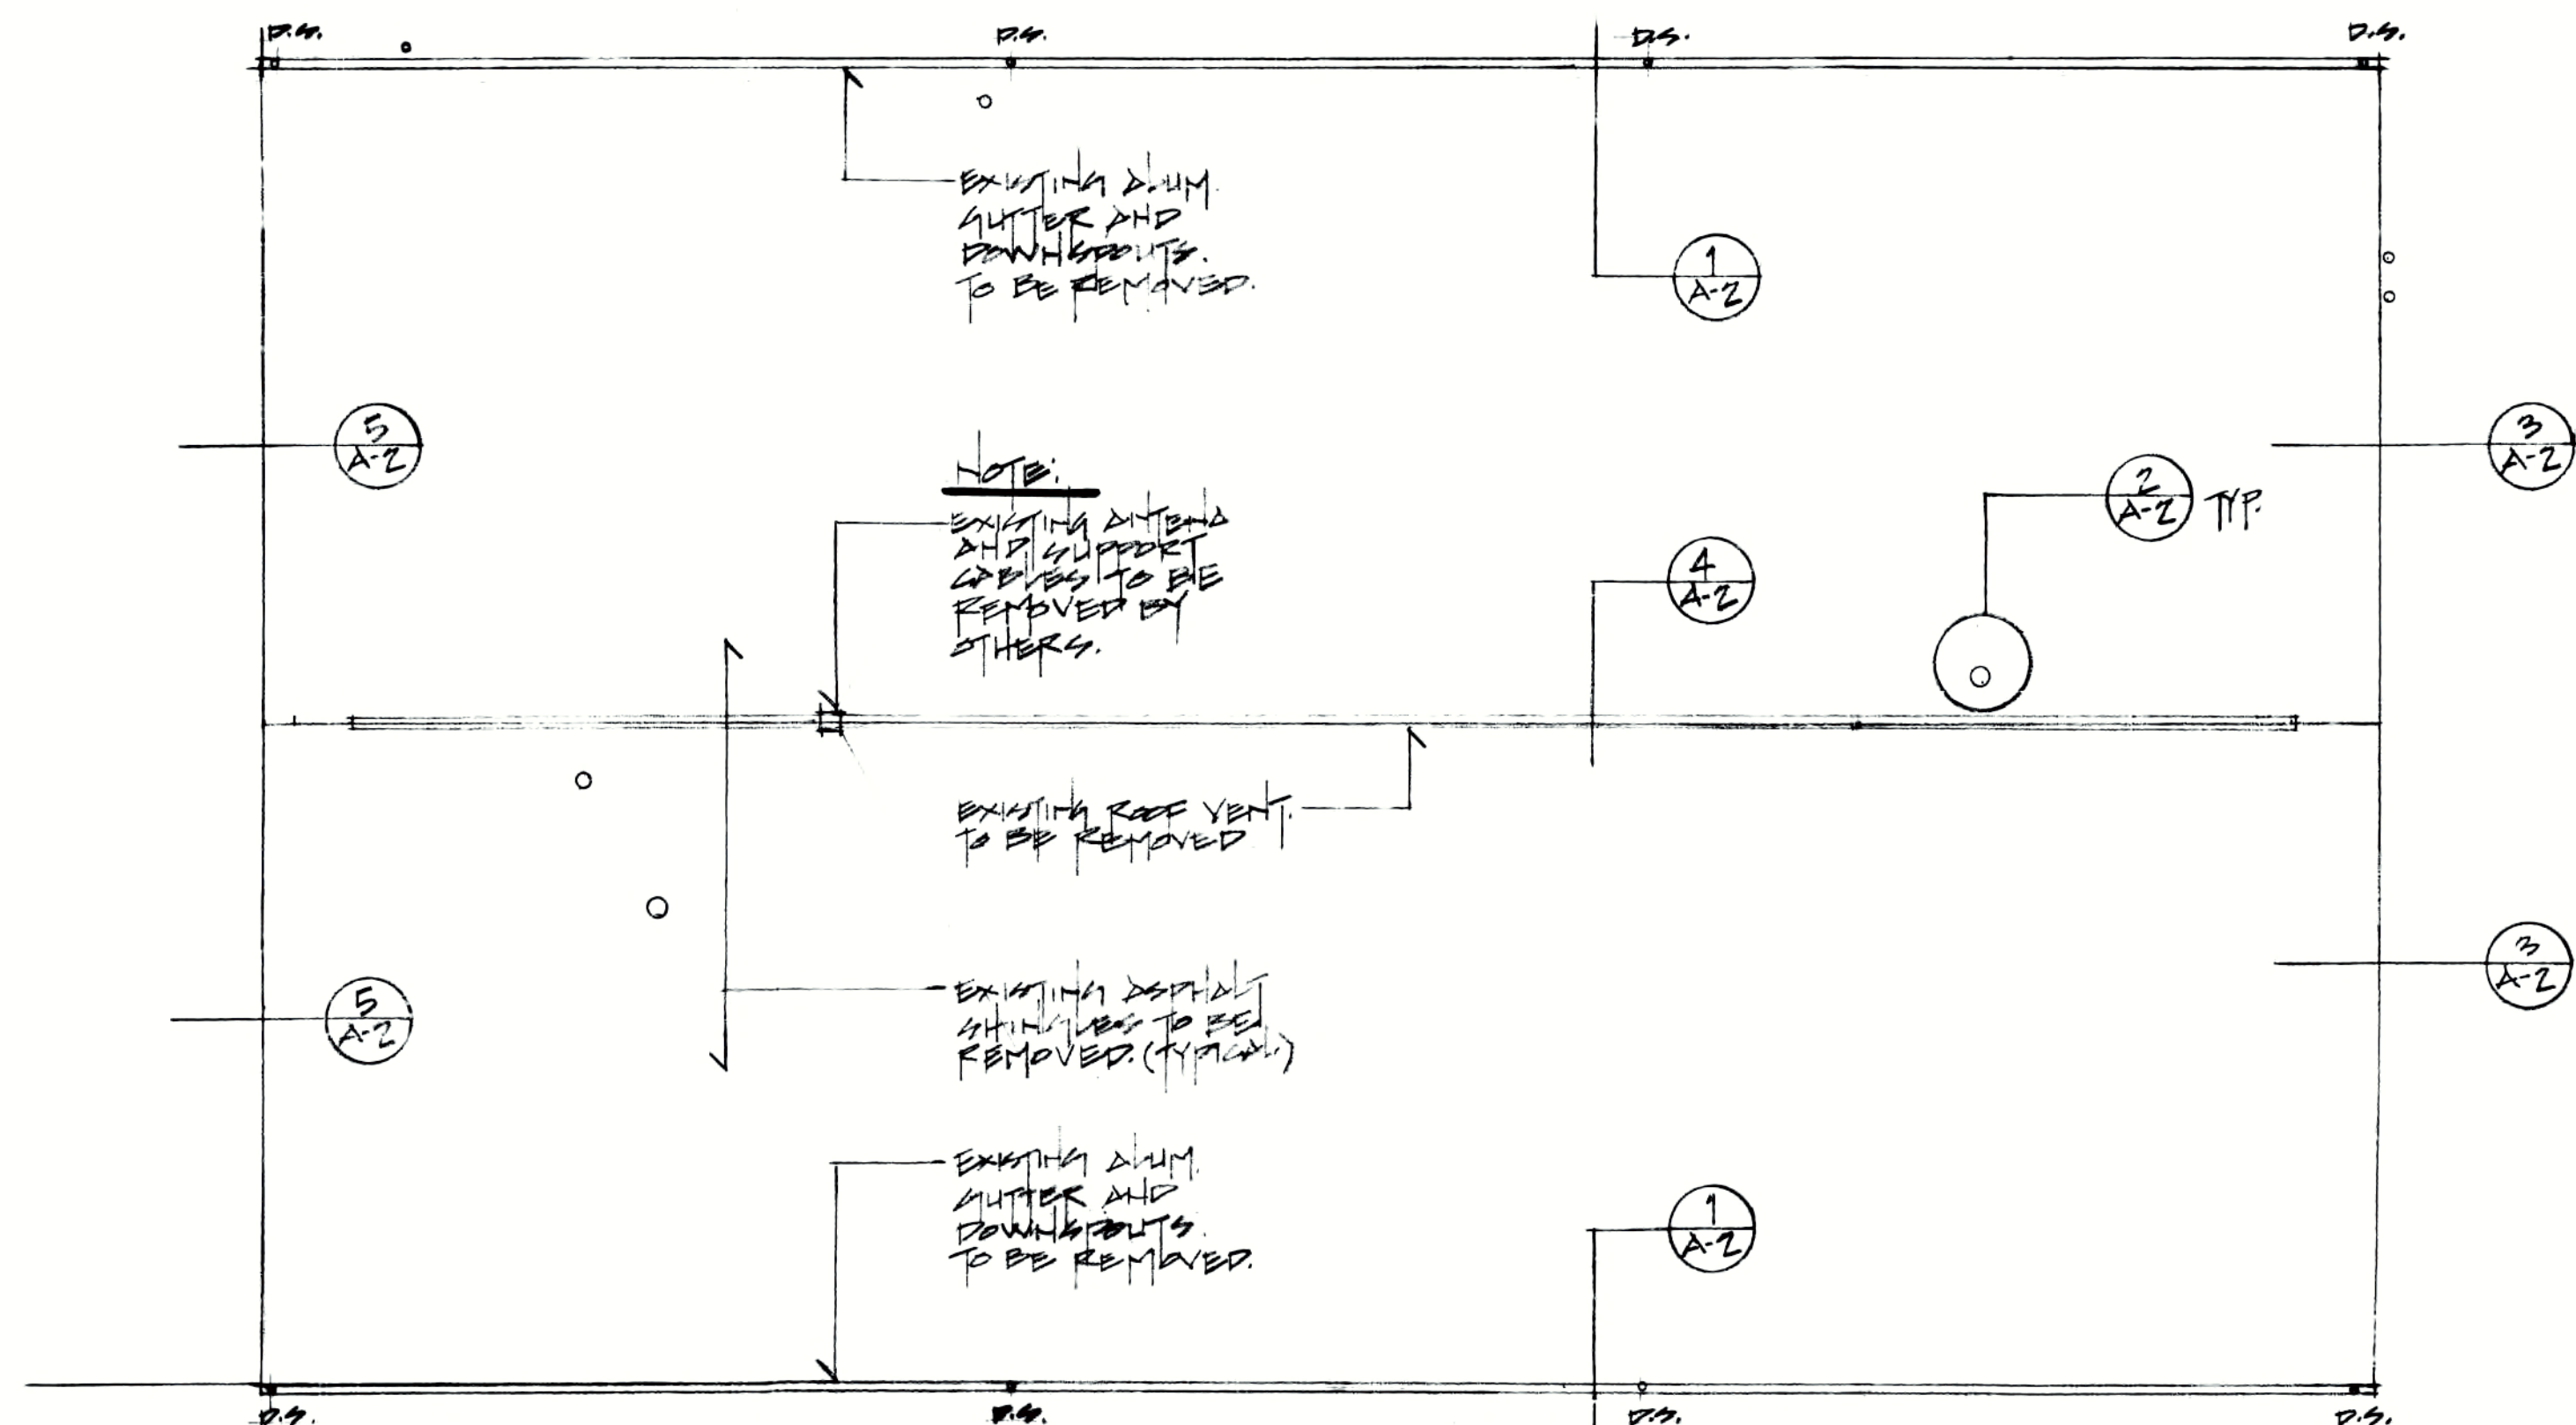 D.S. D.S. D.S. D.S.
EXISTING ALUM.
GUTTER AND
DOWNSPOUTS.
TO BE REMOVED.
1
A-2
5
A-2
3
A-2
NOTE:
EXISTING ANTENA
AND SUPPORT
CABLES TO BE
REMOVED BY
OTHERS.
2
A-2 TYP.
4
A-2
EXISTING ROOF VENT.
TO BE REMOVED
EXISTING ASPHALT
SHINGLES TO BE
REMOVED. (TYPICAL.)
3
A-2
5
A-2
EXISTING ALUM.
GUTTER AND
DOWNSPOUTS.
TO BE REMOVED.
1
A-2
D.S. D.S. D.S. D.S.